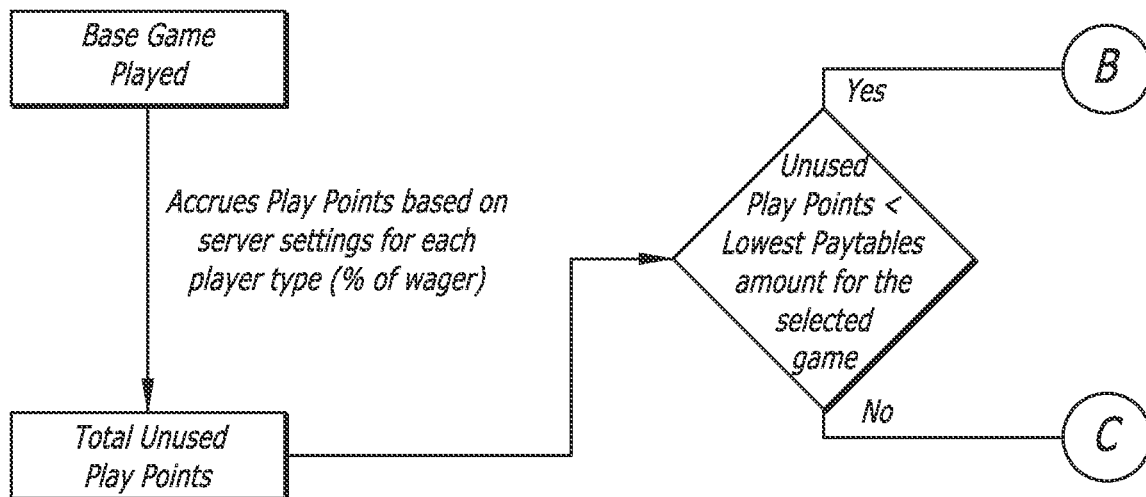 Base Game
Played
Accrues Play Points based on
server settings for each
player type (% of wager)
Total Unused
Play Points
Unused
Play Points <
Lowest Paytables
amount for the
selected
game
Yes
B
No
C